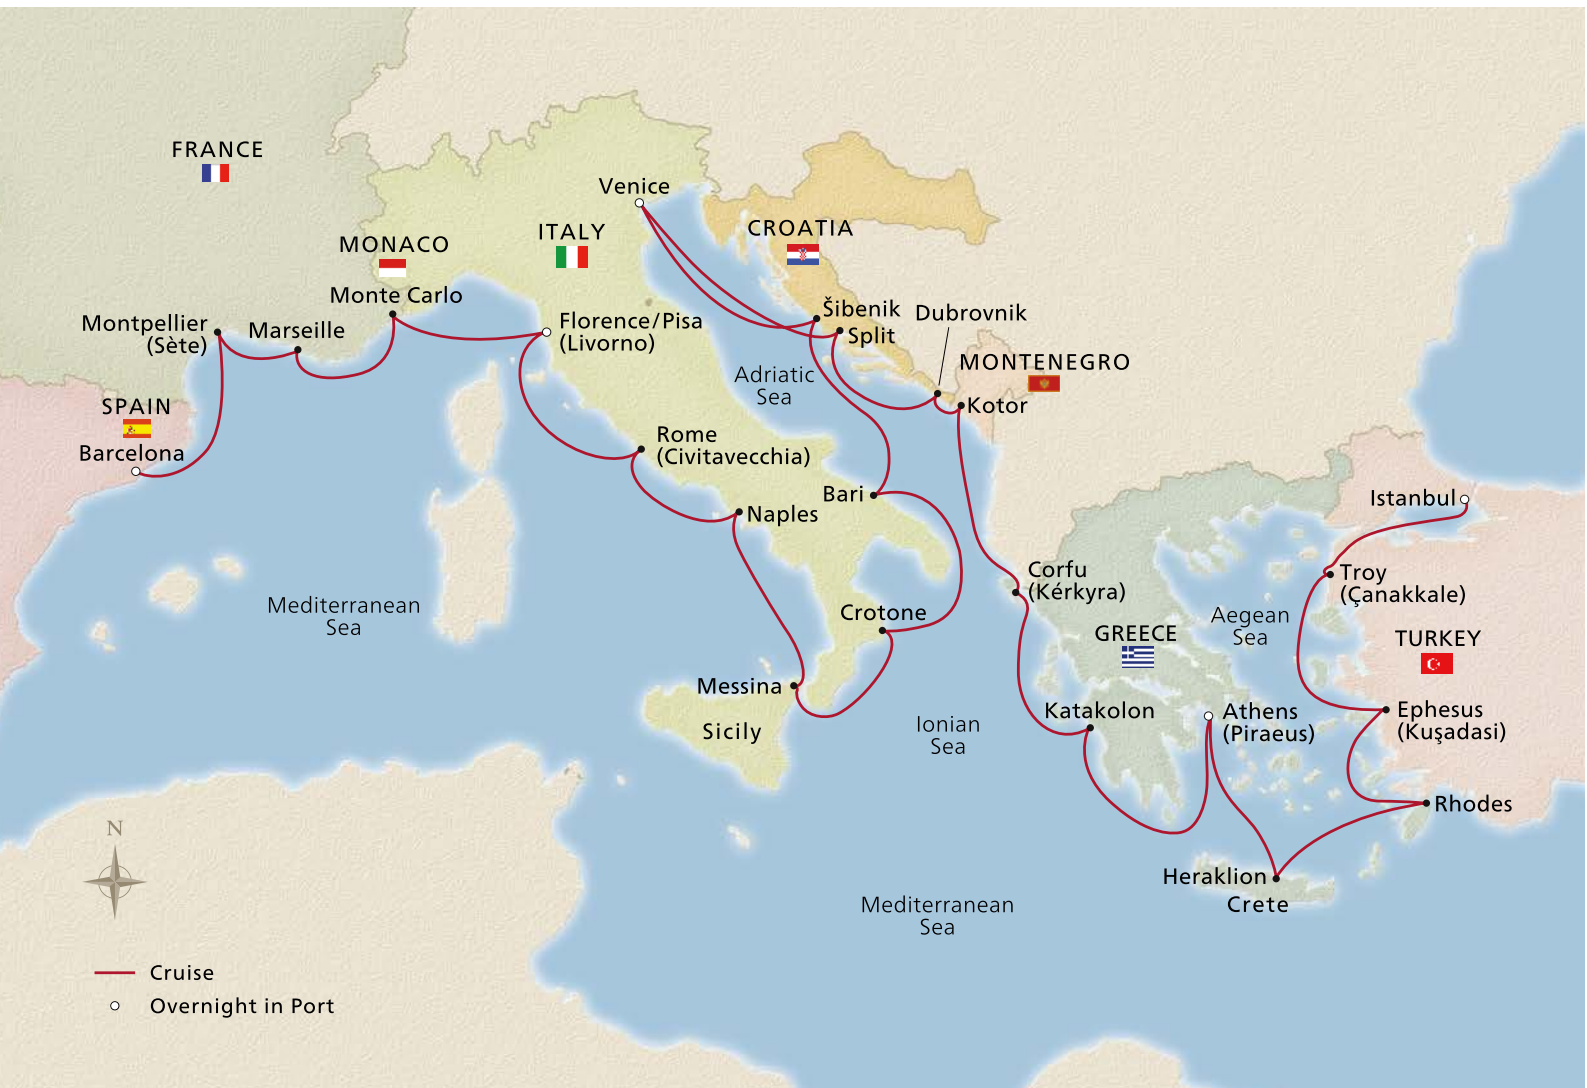 FRANCE
Venice
CROATIA
ITALY
MONACO
Monte Carlo
Šibenik
Dubrovnik
Montpellier
(Sète)
Marseille
Florence/Pisa
(Livorno)
Split
MONTENEGRO
Adriatic
Sea
SPAIN
Kotor
Barcelona
Rome
(Civitavecchia)
Bari
Istanbul
Naples
Corfu
(Kérkyra)
Troy
(Çanakkale)
Mediterranean
Sea
Crotone
Aegean
Sea
GREECE
TURKEY
Messina
Katakolon
Athens
(Piraeus)
Ephesus
(Kuşadasi)
Sicily
Ionian
Sea
Rhodes
N
Heraklion
Crete
Mediterranean
Sea
Cruise
Overnight in Port